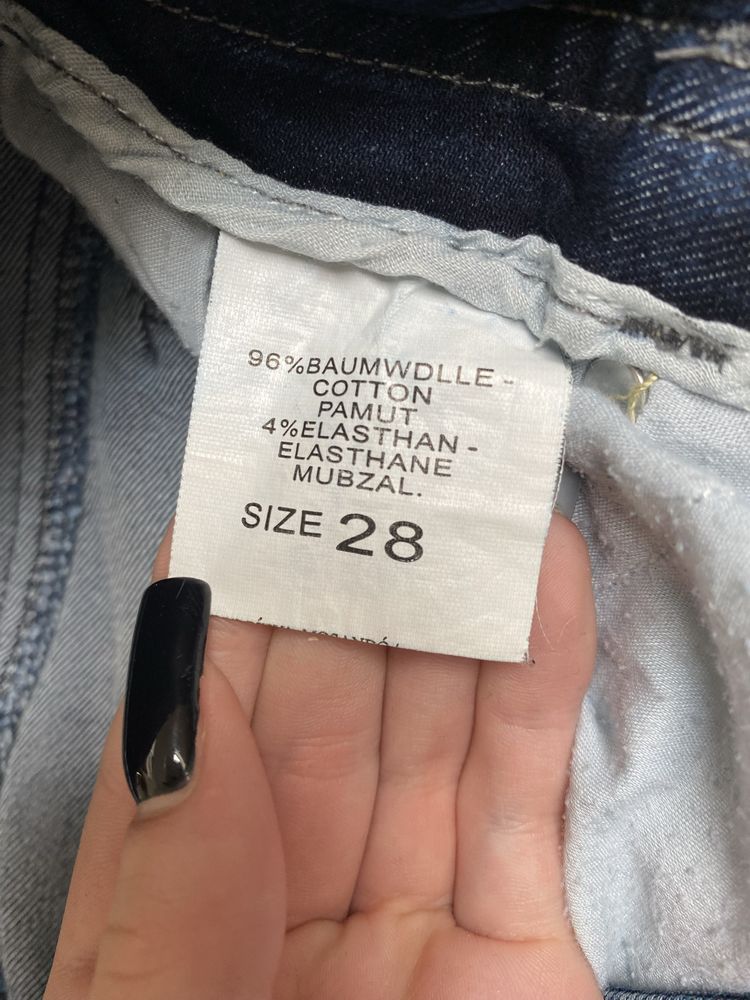 96%BAUMWDLLE-
COTTON
PAMUT
4%ELASTHAN-
ELASTHANE
MUBZAL.
SIZE 28